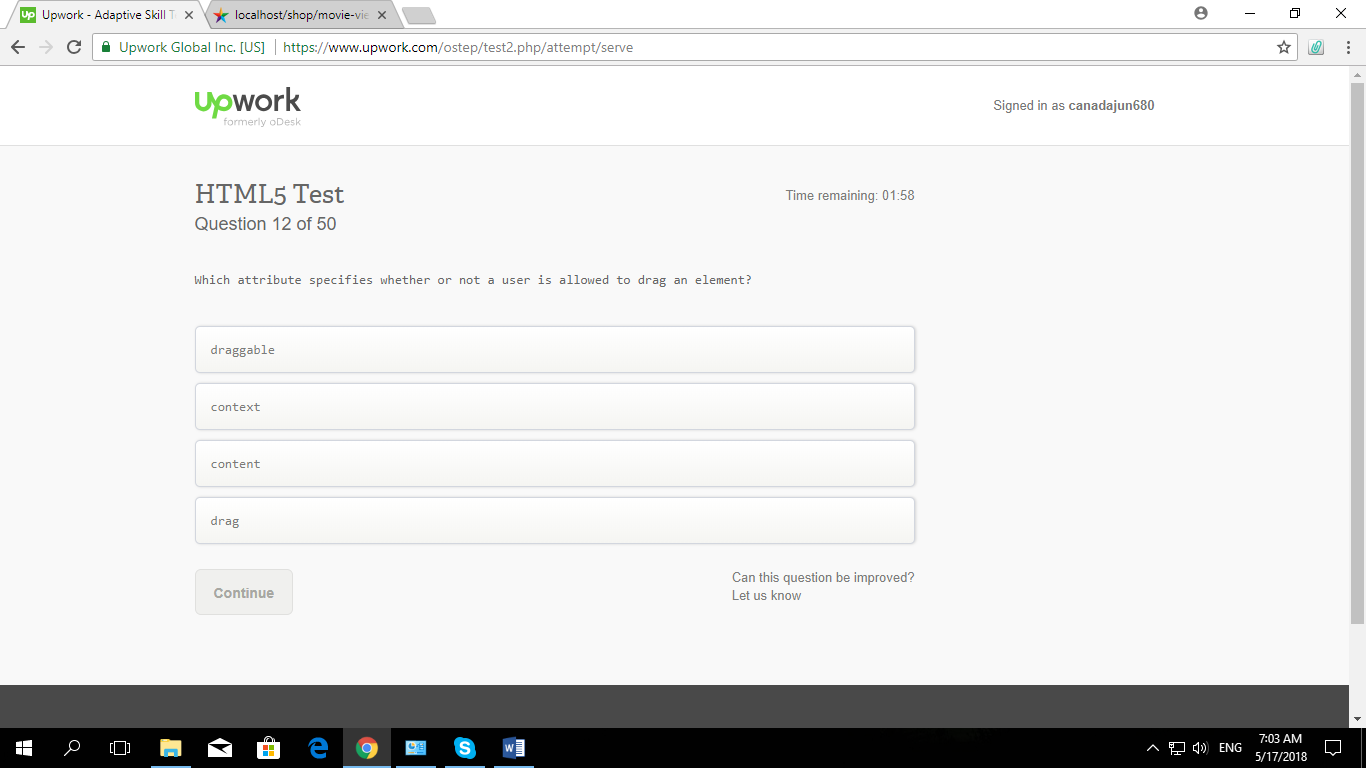 Upwork - Adaptive Skill T
localhost/shop/movie-vie
Upwork Global Inc. [US]
https://www.upwork.com/ostep/test2.php/attempt/serve
upwork
formerly oDesk
Signed in as canadajun680
HTML5 Test
Time remaining: 01:58
Question 12 of 50
Which attribute specifies whether or not a user is allowed to drag an element?
draggable
context
content
drag
Continue
Can this question be improved?
Let us know
ENG
7:03 AM
5/17/2018